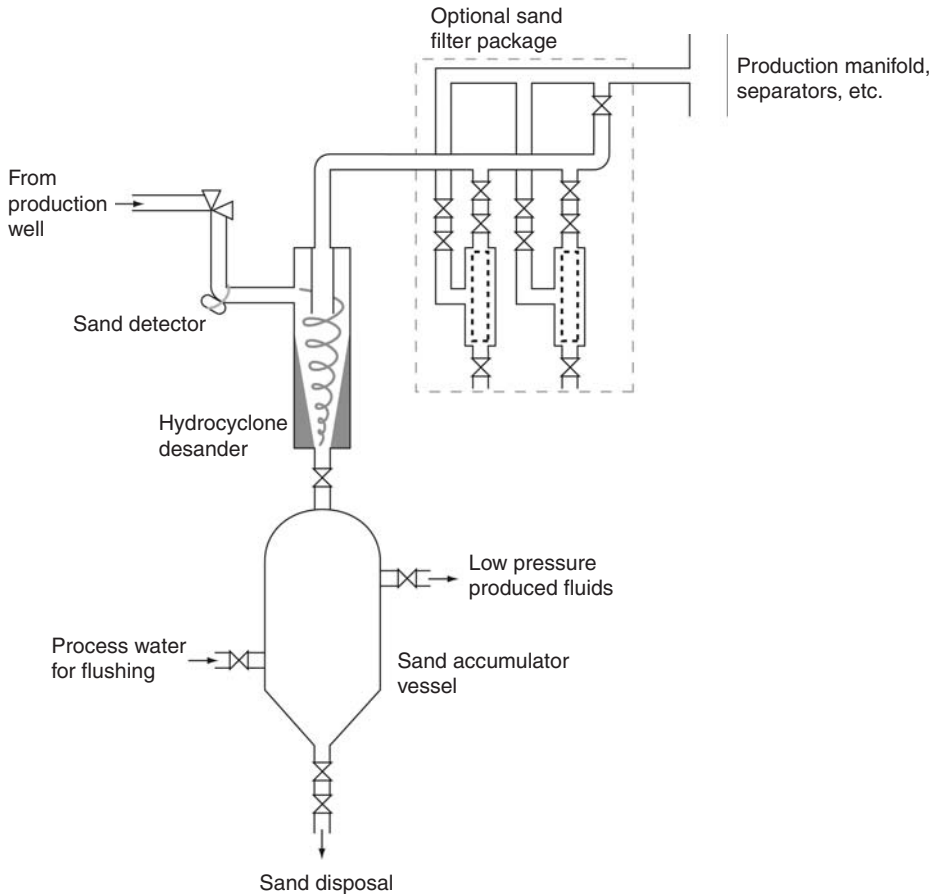 Optional sand
filter package
Production manifold,
separators, etc.
From
production
well
Sand detector
Hydrocyclone
desander
Low pressure
produced fluids
Process water
for flushing
Sand accumulator
vessel
Sand disposal